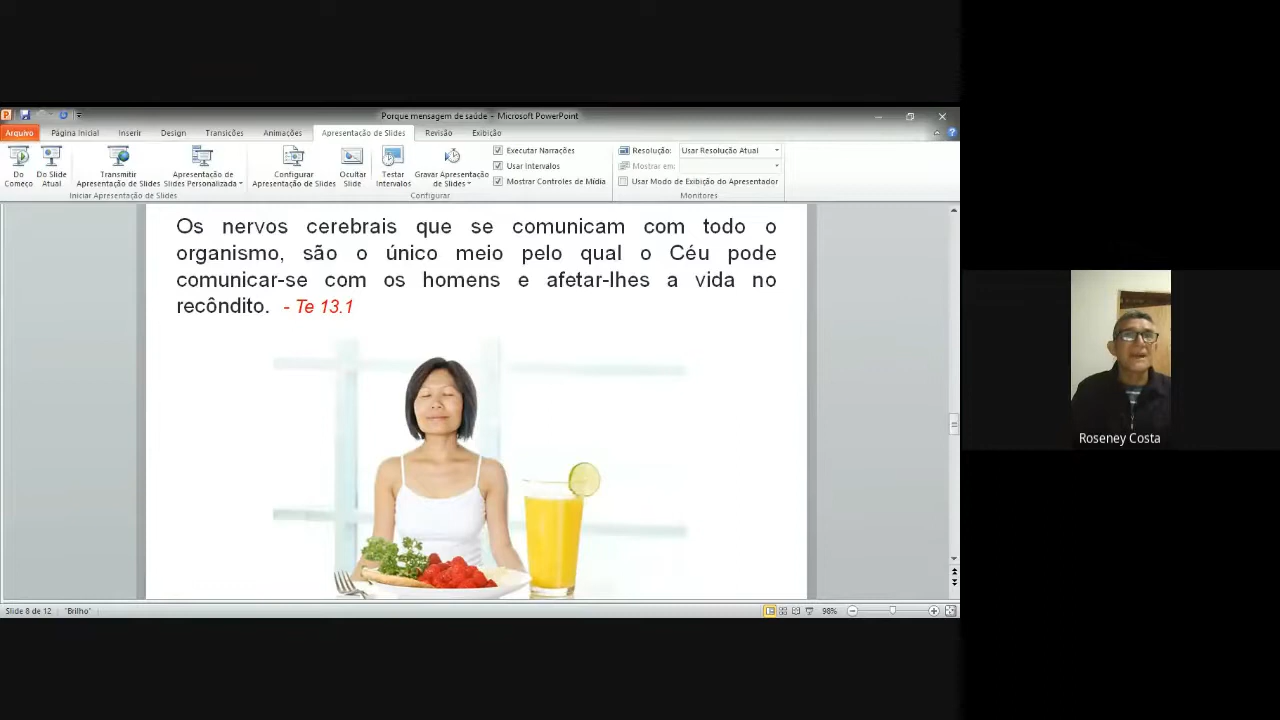 Porque mensagem de saúde - Microsoft PowerPoint
Arquivo Página Inicial Inserir Design Transições Animações Apresentação de Slides Revisão Exibição
Do Começo
Do Slide Atual
Transmitir Apresentação de Slides
Apresentação de Slides Personalizada
Iniciar Apresentação de Slides
Configurar Apresentação de Slides
Ocultar Slide
Testar Intervalos
Gravar Apresentação de Slides
Executar Narrações
Usar Intervalos
Mostrar Controles de Mídia
Configurar
Resolução: Usar Resolução Atual
Mostrar em:
Usar Modo de Exibição do Apresentador
Monitores
Os nervos cerebrais que se comunicam com todo o
organismo, são o único meio pelo qual o Céu pode
comunicar-se com os homens e afetar-lhes a vida no
recôndito. - Te 13.1
Roseney Costa
Slide 8 de 12 "Brilho" 98%